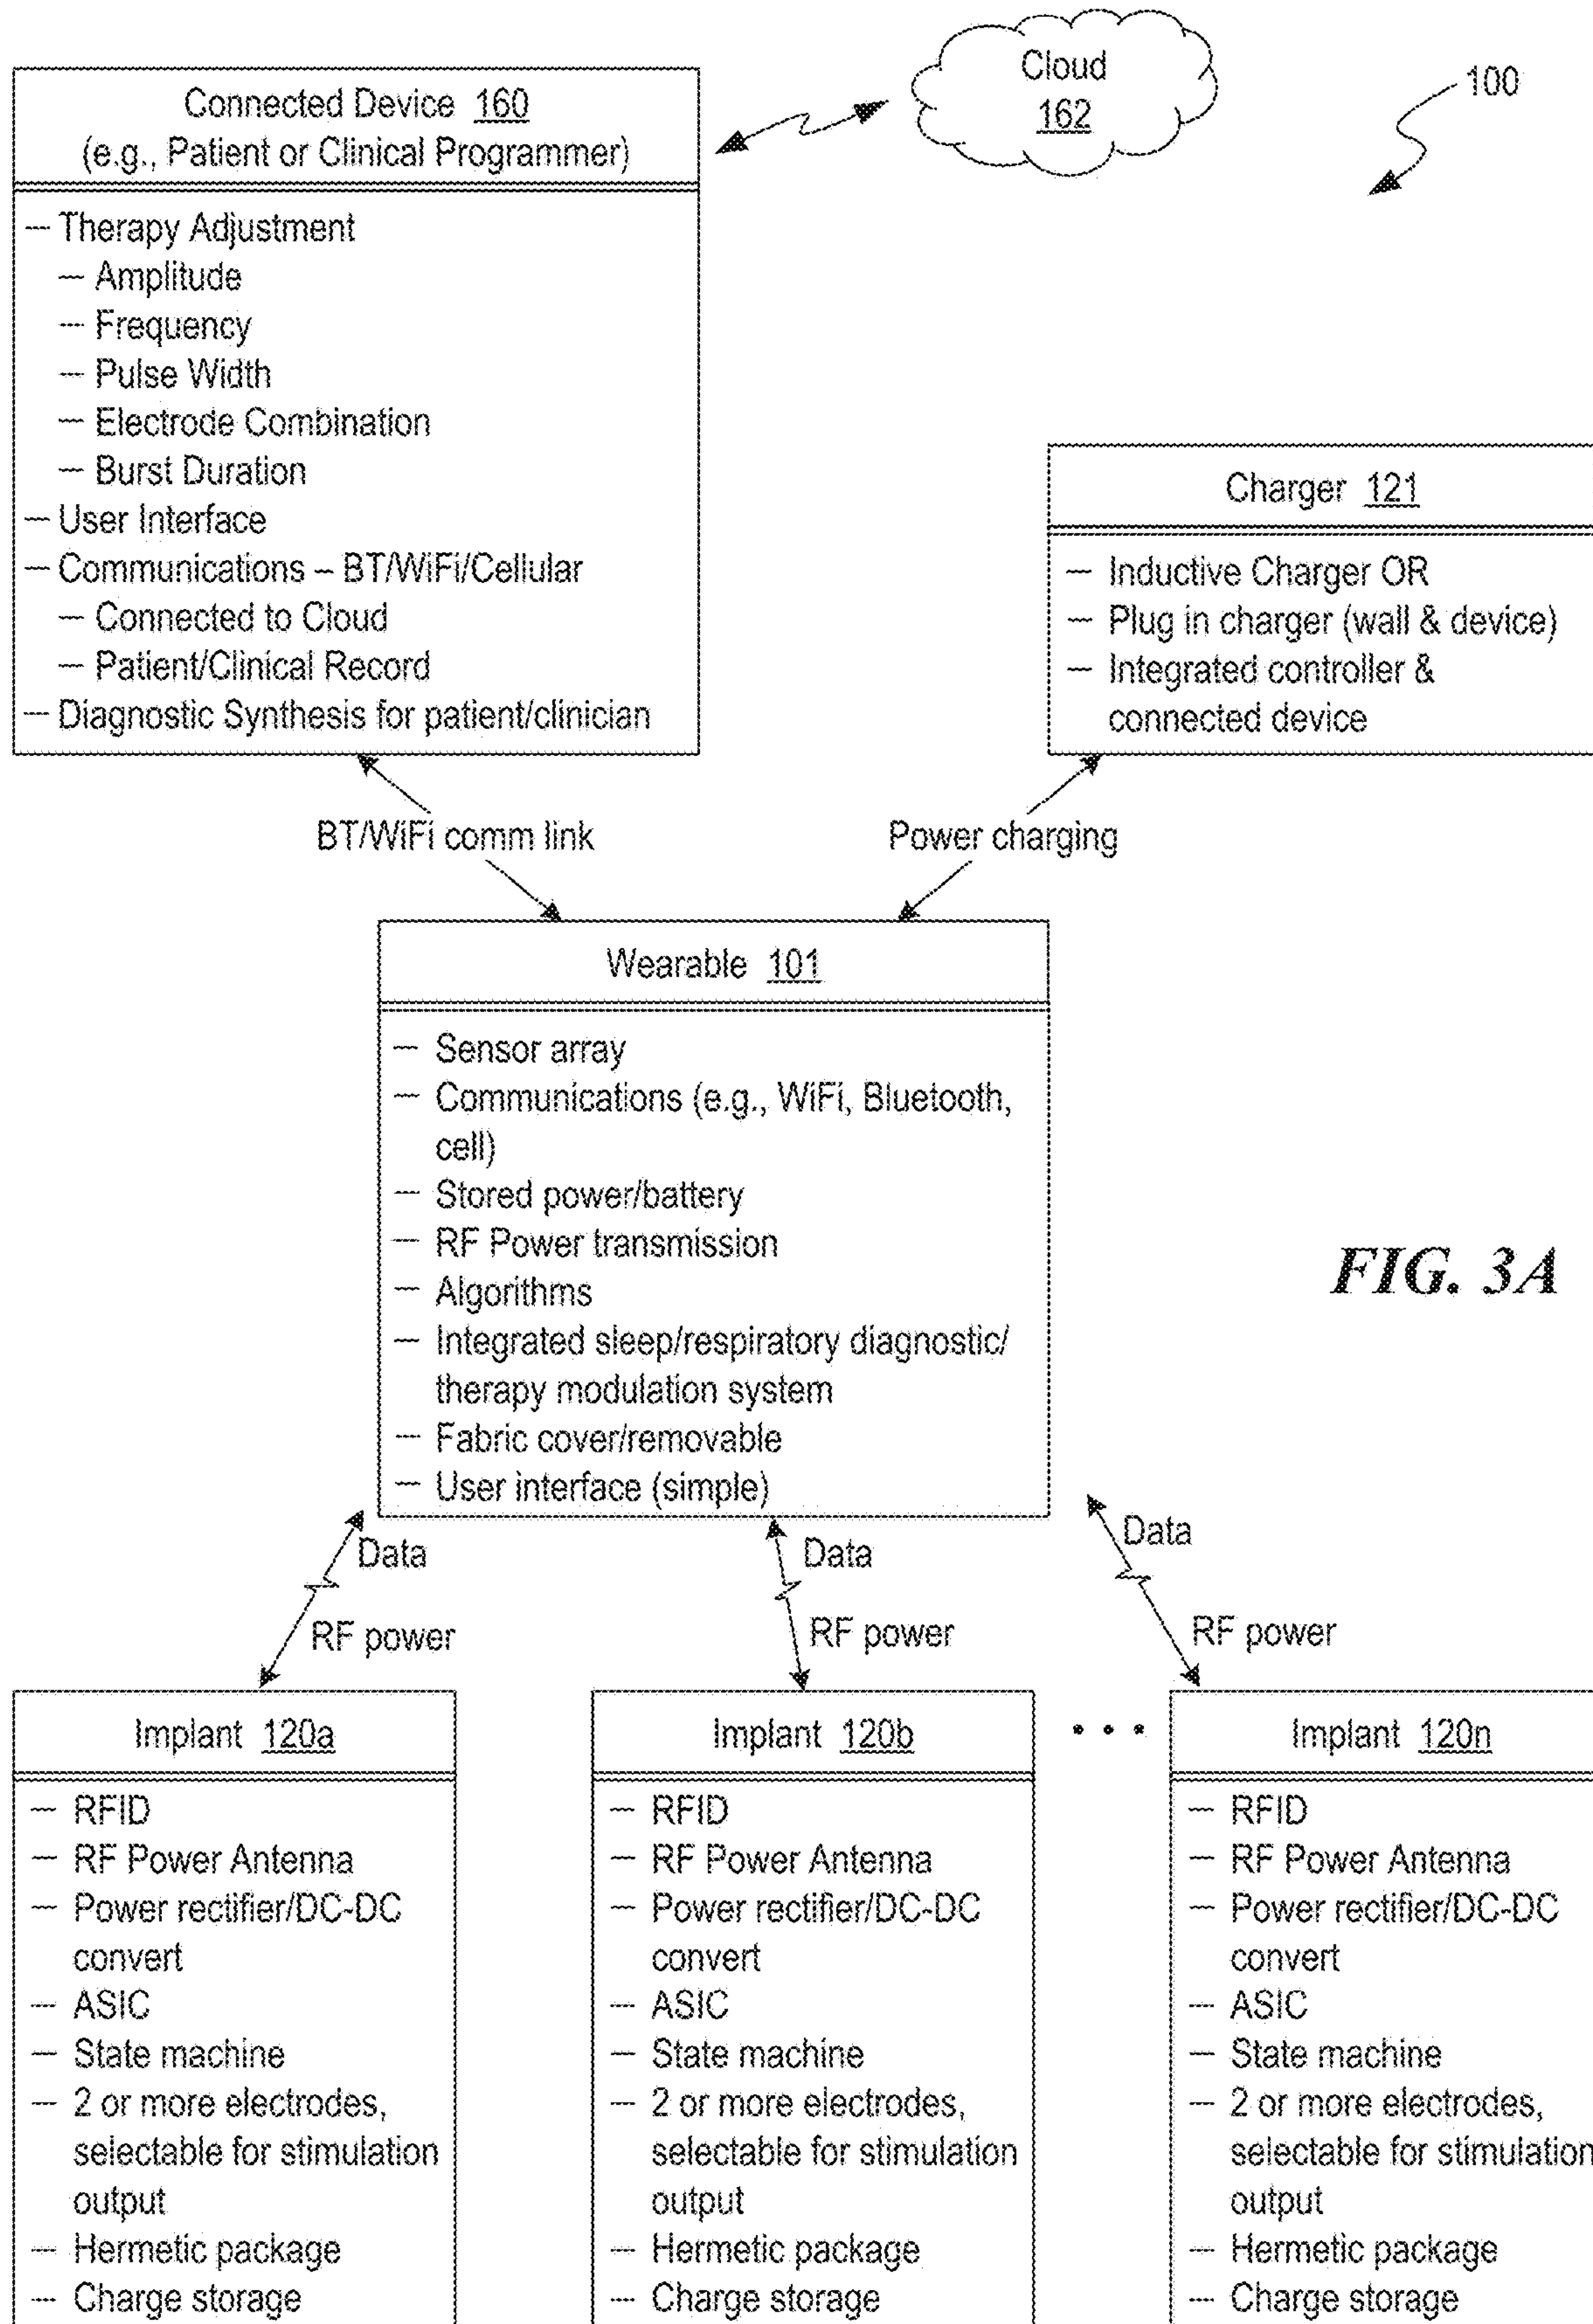 Cloud
162
100
Connected Device 160
(e.g., Patient or Clinical Programmer)
— Therapy Adjustment
— Amplitude
— Frequency
— Pulse Width
— Electrode Combination
— Burst Duration
— User Interface
— Communications – BT/WiFi/Cellular
— Connected to Cloud
— Patient/Clinical Record
— Diagnostic Synthesis for patient/clinician
Charger 121
— Inductive Charger OR
— Plug in charger (wall & device)
— Integrated controller &
connected device
BT/WiFi comm link
Power charging
Wearable 101
— Sensor array
— Communications (e.g., WiFi, Bluetooth,
cell)
— Stored power/battery
— RF Power transmission
— Algorithms
— Integrated sleep/respiratory diagnostic/
therapy modulation system
— Fabric cover/removable
— User interface (simple)
FIG. 3A
Data
RF power
Data
RF power
Data
RF power
Implant 120a
— RFID
— RF Power Antenna
— Power rectifier/DC-DC
convert
— ASIC
— State machine
— 2 or more electrodes,
selectable for stimulation
output
— Hermetic package
— Charge storage
Implant 120b
— RFID
— RF Power Antenna
— Power rectifier/DC-DC
convert
— ASIC
— State machine
— 2 or more electrodes,
selectable for stimulation
output
— Hermetic package
— Charge storage
• • •
Implant 120n
— RFID
— RF Power Antenna
— Power rectifier/DC-DC
convert
— ASIC
— State machine
— 2 or more electrodes,
selectable for stimulation
output
— Hermetic package
— Charge storage